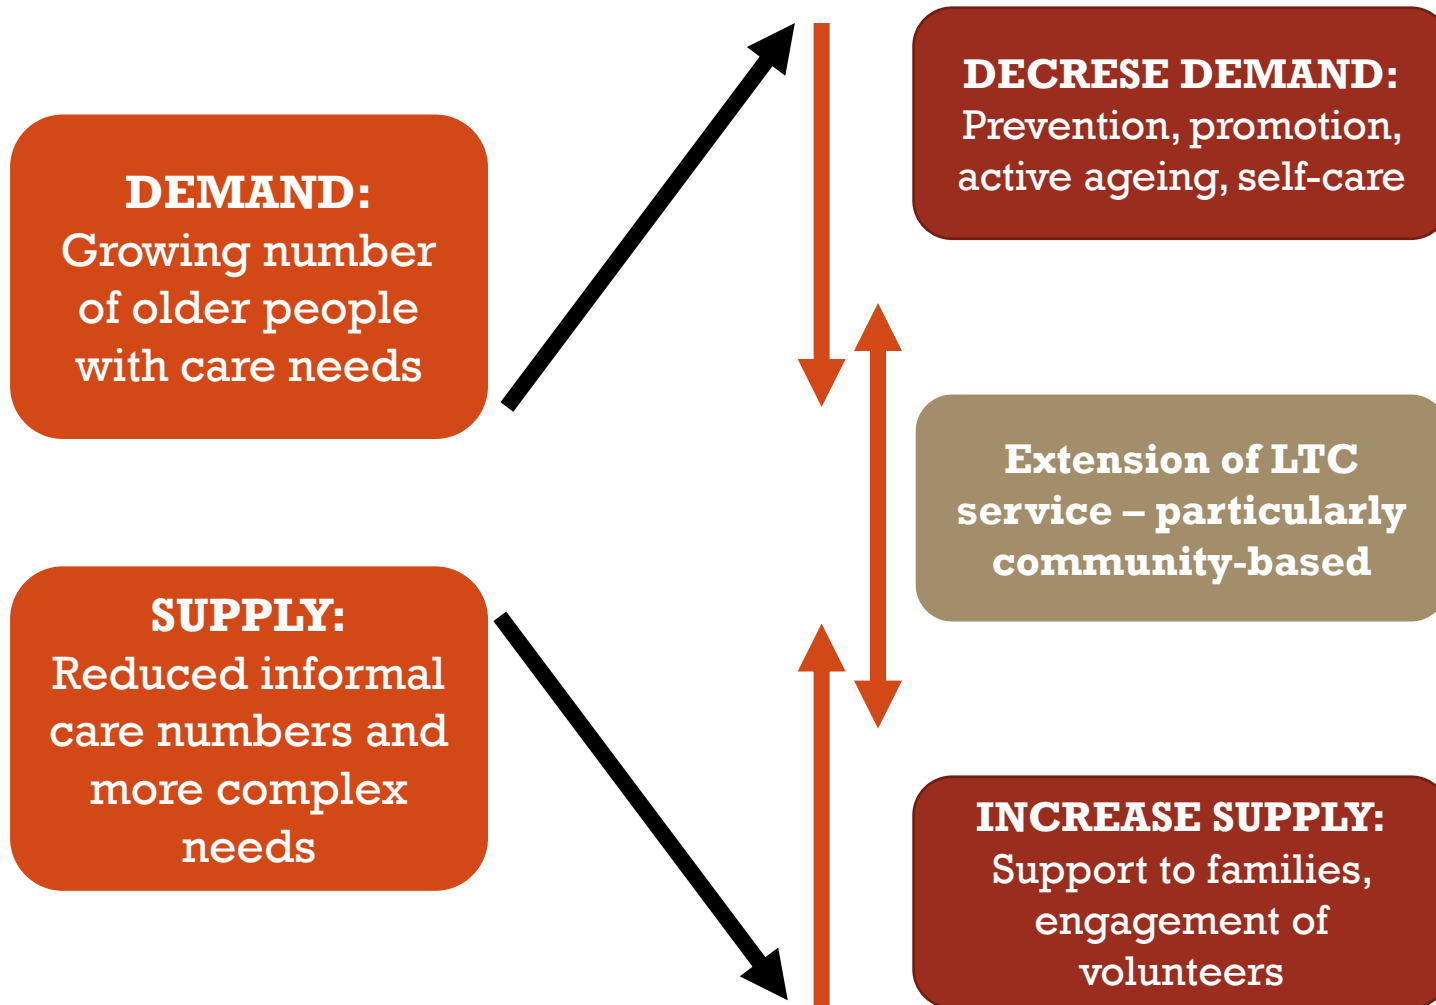 DEMAND:
Growing number
of older people
with care needs
SUPPLY:
Reduced informal
care numbers and
more complex
needs
DECRESE DEMAND:
Prevention, promotion,
active ageing, self-care
Extension of LTC
service – particularly
community-based
INCREASE SUPPLY:
Support to families,
engagement of
volunteers